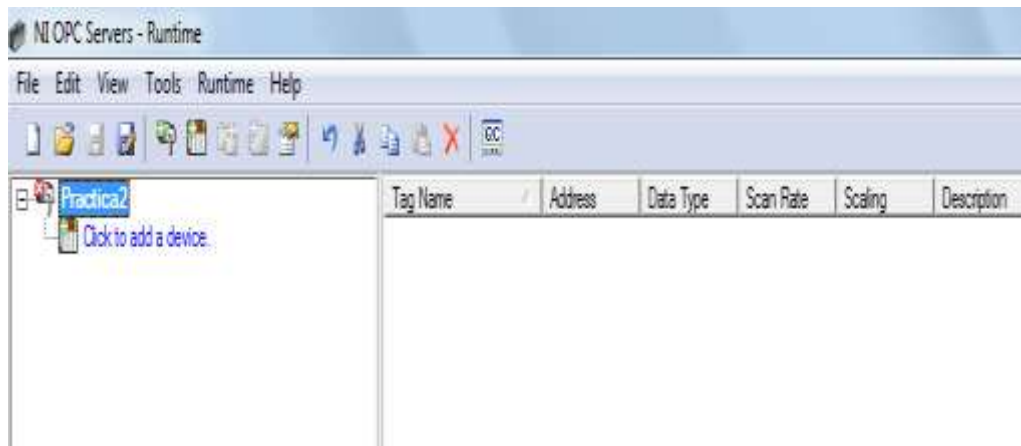 NI OPC Servers - Runtime
File Edit View Tools Runtime Help
Practica2
Click to add a device.
Tag Name Address Data Type Scan Rate Scaling Description